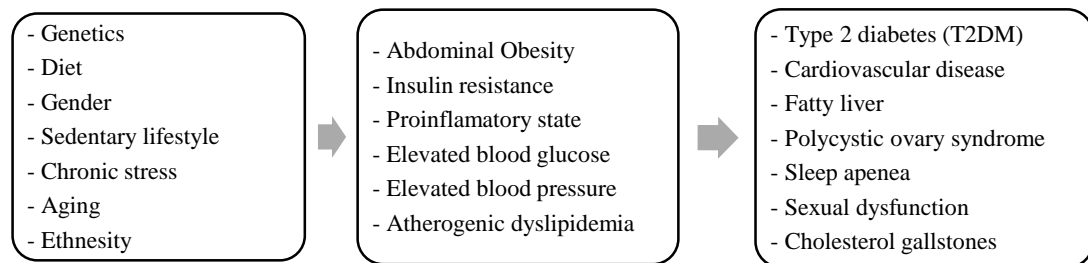 - Genetics
- Diet
- Gender
- Sedentary lifestyle
- Chronic stress
- Aging
- Ethnesity
- Abdominal Obesity
- Insulin resistance
- Proinflamatory state
- Elevated blood glucose
- Elevated blood pressure
- Atherogenic dyslipidemia
- Type 2 diabetes (T2DM)
- Cardiovascular disease
- Fatty liver
- Polycystic ovary syndrome
- Sleep apenea
- Sexual dysfunction
- Cholesterol gallstones